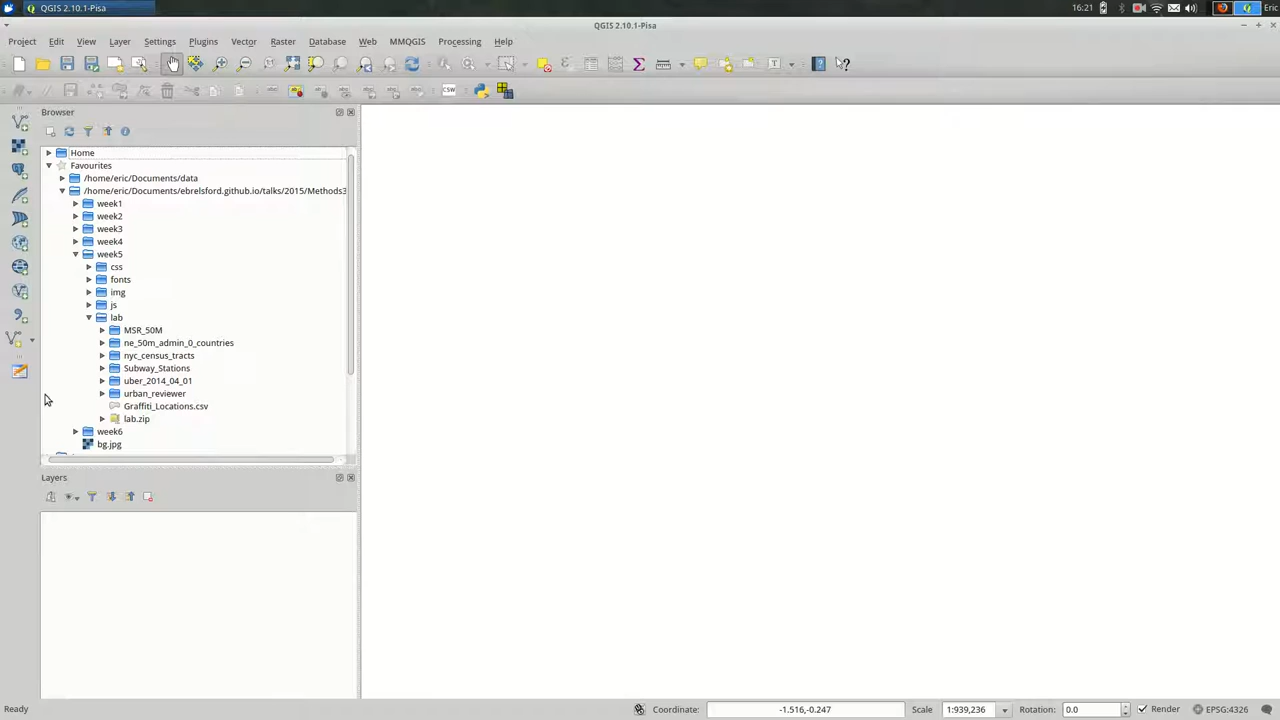 QGIS 2.10.1-Pisa
16:21
Eric
QGIS 2.10.1-Pisa
Project Edit View Layer Settings Plugins Vector Raster Database Web MMQGIS Processing Help
CSW
Browser
Home
Favourites
/home/eric/Documents/data
/home/eric/Documents/ebrelsford.github.io/talks/2015/Methods3
week1
week2
week3
week4
week5
css
fonts
img
js
lab
MSR_50M
ne_50m_admin_0_countries
nyc_census_tracts
Subway_Stations
uber_2014_04_01
urban_reviewer
Graffiti_Locations.csv
lab.zip
week6
bg.jpg
Layers
Ready
Coordinate: -1.516,-0.247 Scale 1:939,236 Rotation: 0.0 Render EPSG:4326